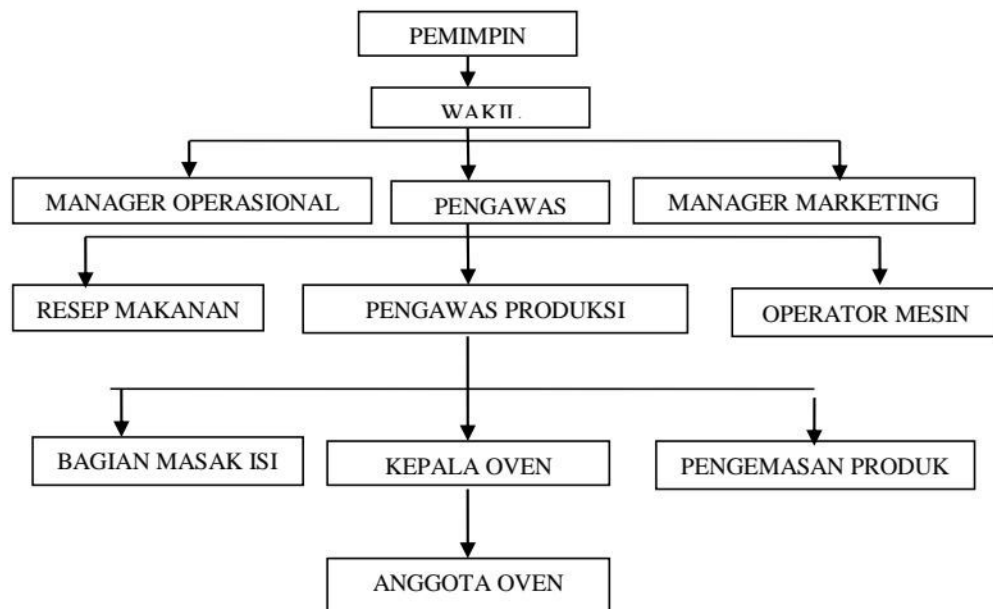 PEMIMPIN
WAKIL
MANAGER OPERASIONAL
PENGAWAS
MANAGER MARKETING
RESEP MAKANAN
PENGAWAS PRODUKSI
OPERATOR MESIN
BAGIAN MASAK ISI
KEPALA OVEN
PENGEMASAN PRODUK
ANGGOTA OVEN